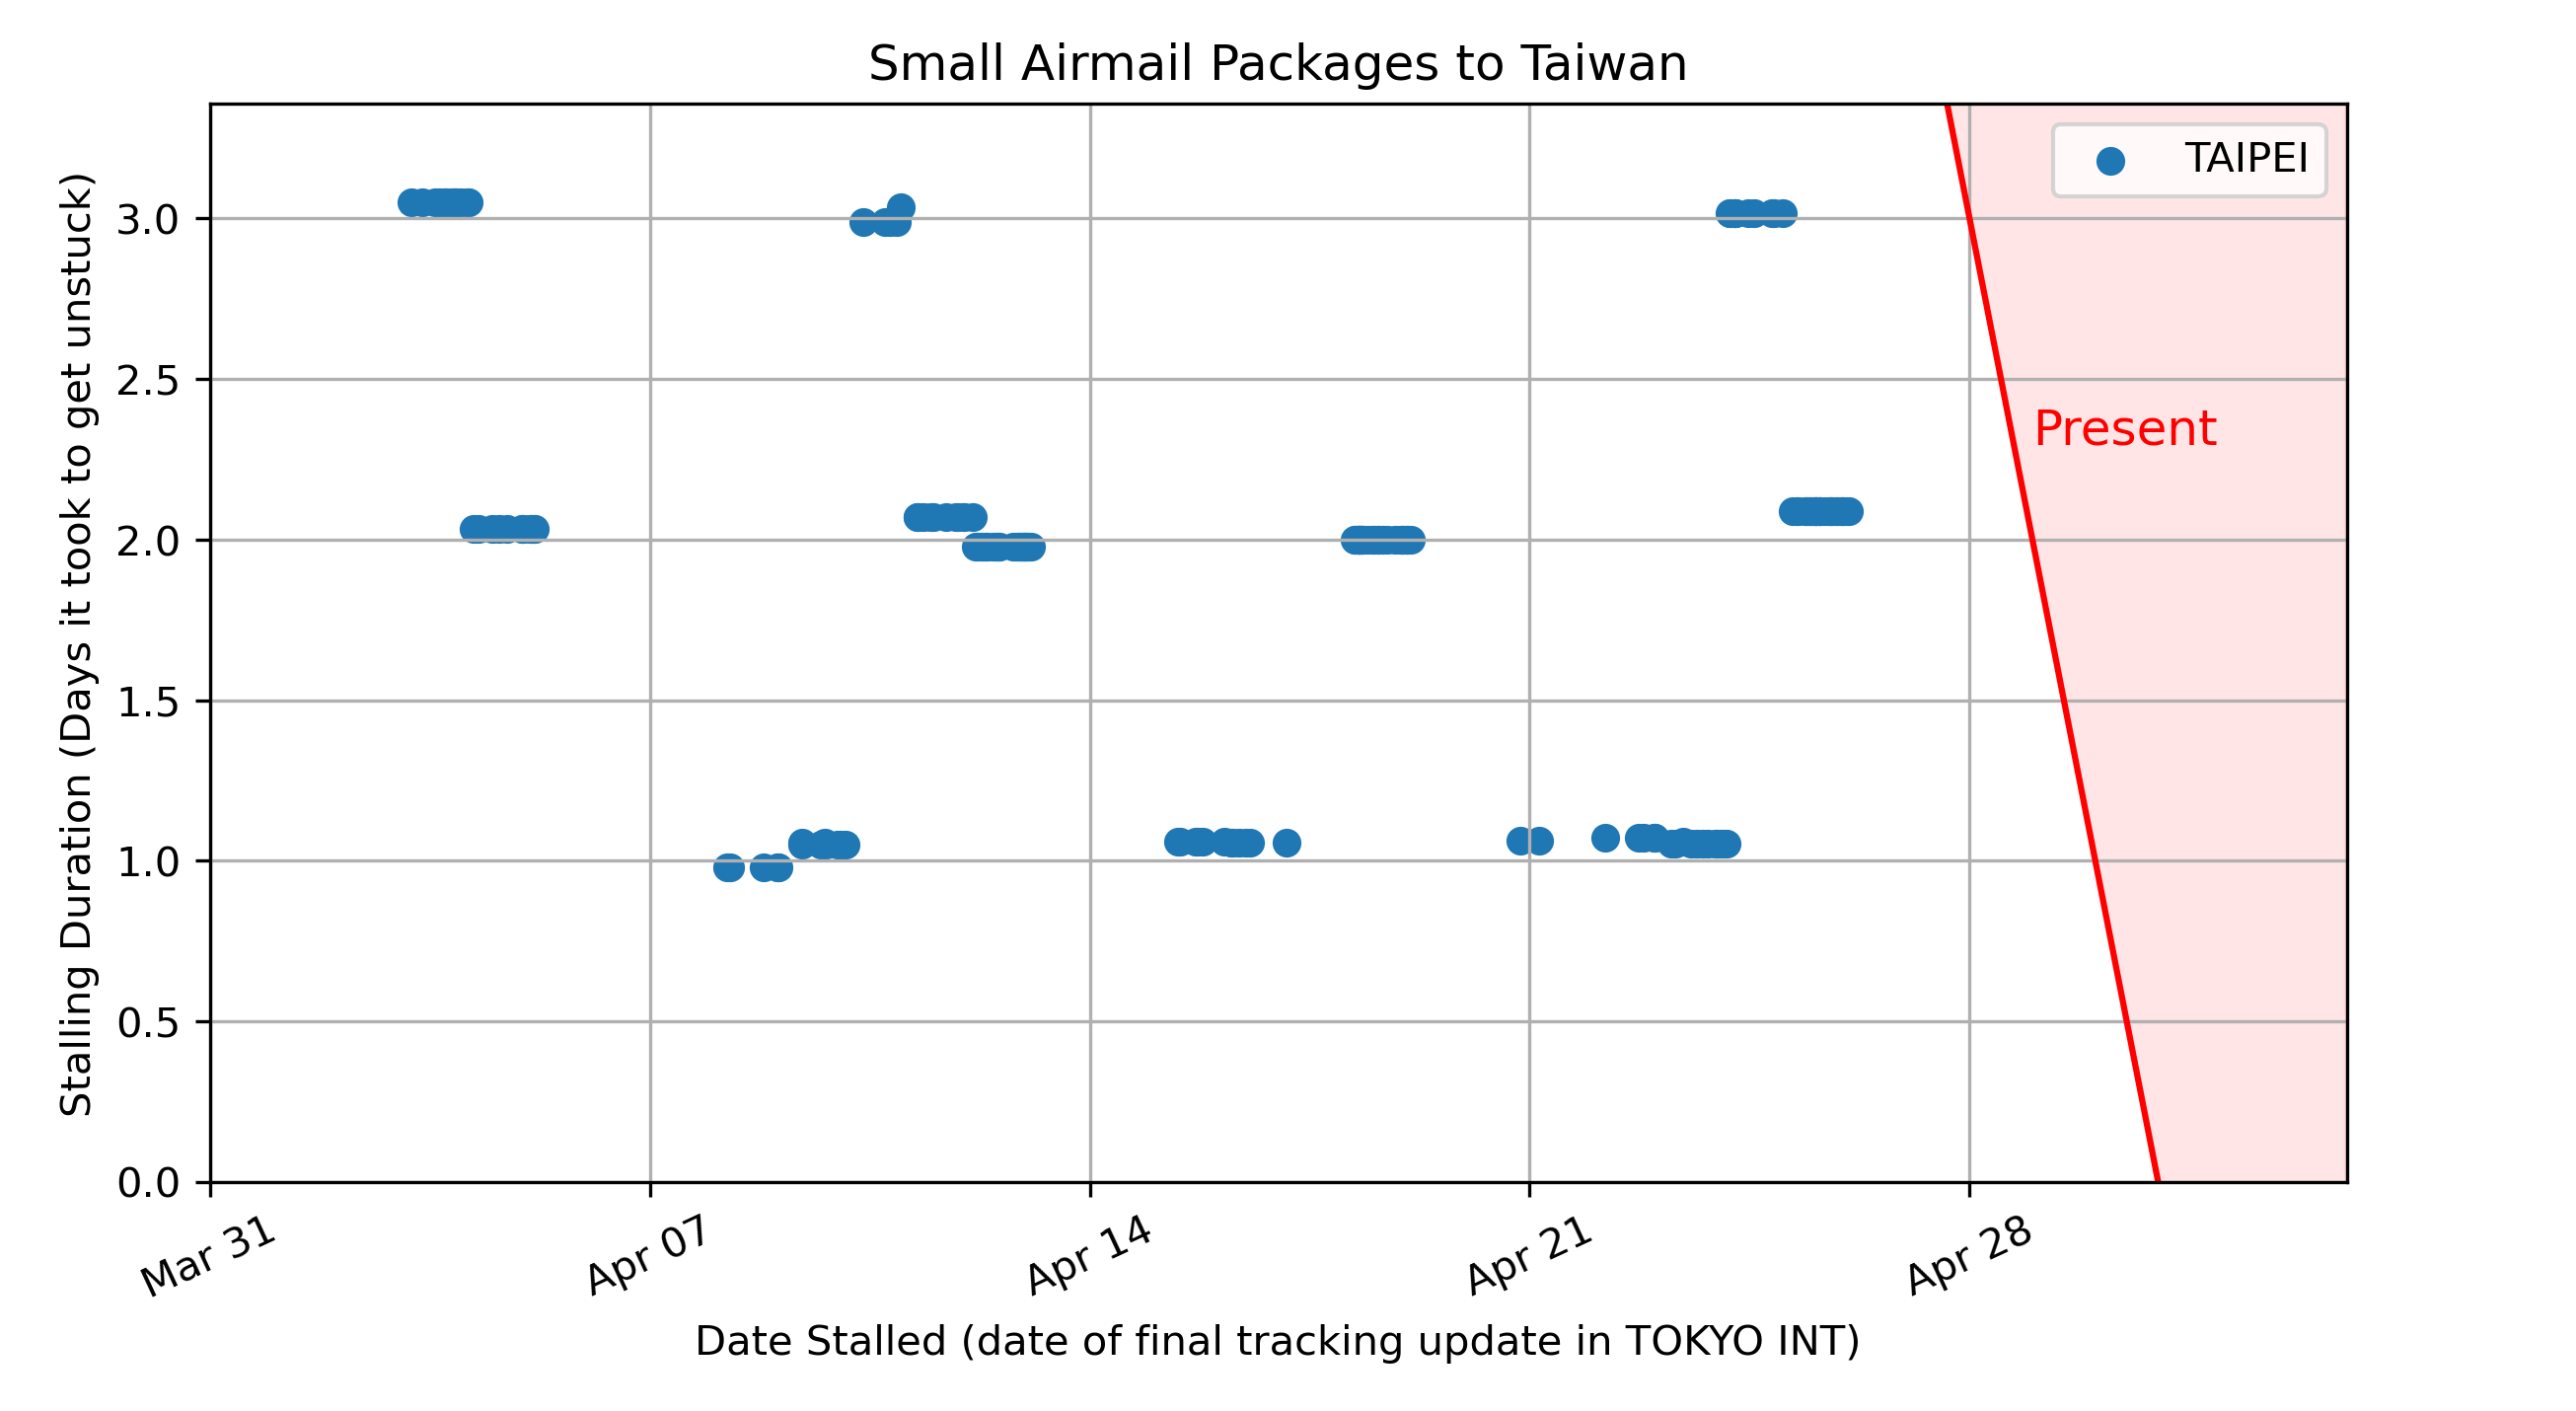 Small Airmail Packages to Taiwan
TAIPEI
Present
Stalling Duration (Days it took to get unstuck)
3.0
2.5
2.0
1.5
1.0
0.5
0.0
Mar 31
Apr 07
Apr 14
Apr 21
Apr 28
Date Stalled (date of final tracking update in TOKYO INT)